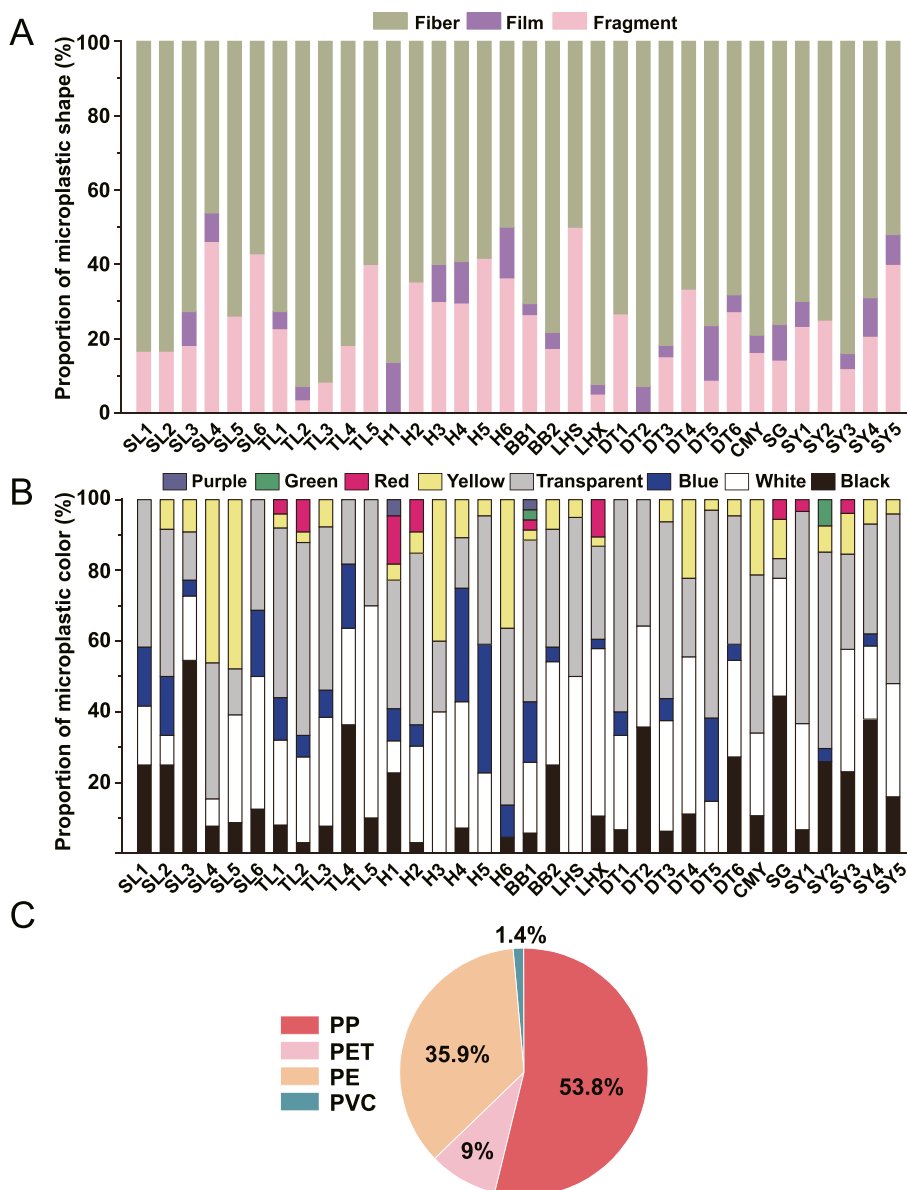 A
Fiber Film Fragment
Proportion of microplastic shape (%)
100
80
60
40
20
0
SL1 SL2 SL3 SL4 SL5 SL6 TL1 TL2 TL3 TL4 TL5 H1 H2 H3 H4 H5 H6 BB1 BB2 LHS LHX DT1 DT2 DT3 DT4 DT5 DT6 CMY SG SY1 SY2 SY3 SY4 SY5
B
Purple Green Red Yellow Transparent Blue White Black
Proportion of microplastic color (%)
100
80
60
40
20
SL1 SL2 SL3 SL4 SL5 SL6 TL1 TL2 TL3 TL4 TL5 H1 H2 H3 H4 H5 H6 BB1 BB2 LHS LHX DT1 DT2 DT3 DT4 DT5 DT6 CMY SG SY1 SY2 SY3 SY4 SY5
C
1.4%
PP
PET
PE
PVC
35.9%
53.8%
9%